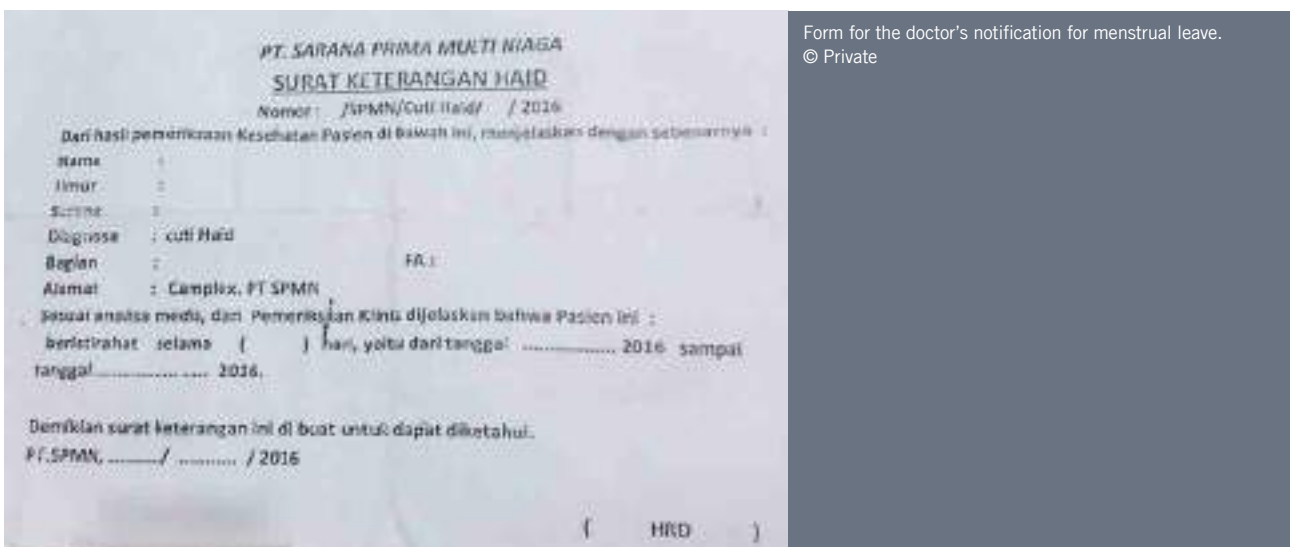 PT. SARANA PRIMA MULTI NIAGA
SURAT KETERANGAN HAID
Nomor : /SPMN/Cuti Haid/ / 2016
Dari hasil pemeriksaan Kesehatan Pasien di Bawah ini, menjelaskan dengan sebenarnya :
Nama :
Umur :
:
Diagnosa : cuti Haid
Bagian : FA :
Alamat : Camplex. PT SPMN
Sesuai analisa medis, dan Pemeriksaan Klinis dijelaskan bahwa Pasien ini :
beristirahat selama ( ) hari, yaitu dari tanggal ................. 2016 sampai
tanggal ..................... 2016.
Demikian surat keterangan ini di buat untuk dapat diketahui.
PT.SPMN, ........./ ........... / 2016
( HRD )
Form for the doctor’s notification for menstrual leave.
© Private